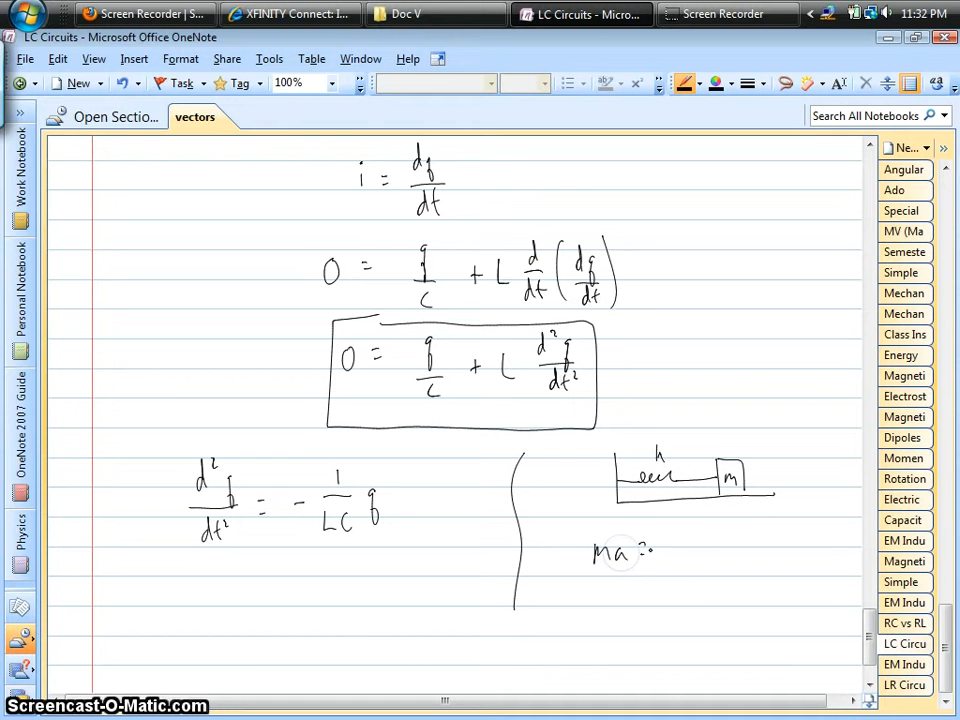 Screen Recorder | S...
XFINITY Connect: I...
Doc V
LC Circuits - Micro...
Screen Recorder
11:32 PM
LC Circuits - Microsoft Office OneNote
File Edit View Insert Format Share Tools Table Window Help
New Task Tag 100%
Open Sectio... vectors
Search All Notebooks
Work Notebook
Personal Notebook
OneNote 2007 Guide
Physics
i = dq/dt
0 = q/C + L d/dt (dq/dt)
0 = q/C + L d²q/dt²
d²q/dt² = - 1/LC q
k
m
ma =
Ne...
Angular
Ado
Special
MV (Ma
Semeste
Simple
Mechan
Mechan
Class Ins
Energy
Magneti
Electrost
Magneti
Dipoles
Momen
Rotation
Electric
Capacit
EM Indu
Magneti
Simple
EM Indu
RC vs RL
LC Circu
EM Indu
LR Circu
Screencast-O-Matic.com